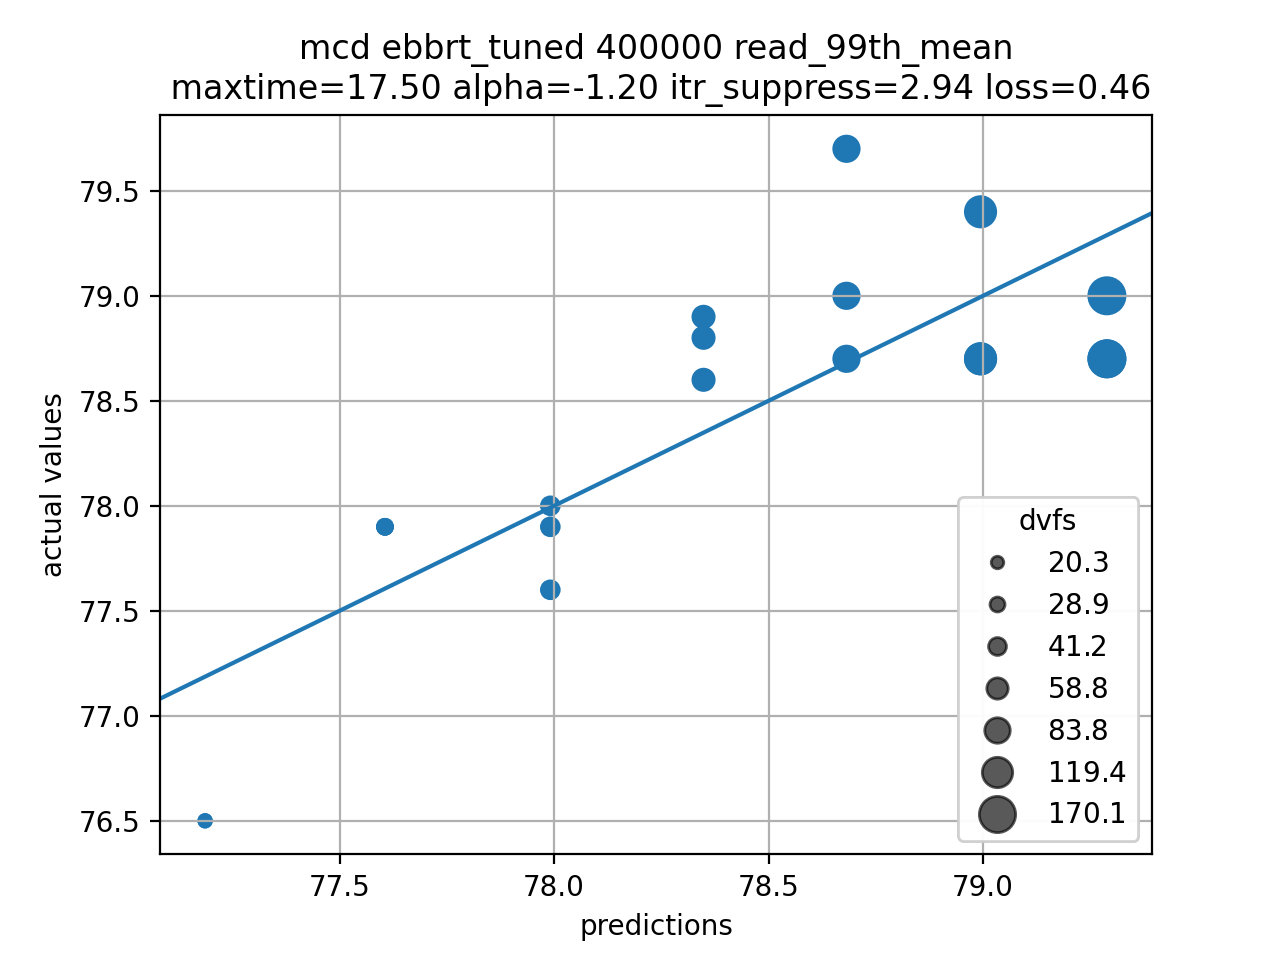 mcd ebbrt_tuned 400000 read_99th_mean
maxtime=17.50 alpha=-1.20 itr_suppress=2.94 loss=0.46
79.5
79.0
78.5
78.0
77.5
77.0
76.5
actual values
dvfs
20.3
28.9
41.2
58.8
83.8
119.4
170.1
77.5 78.0 78.5 79.0
predictions